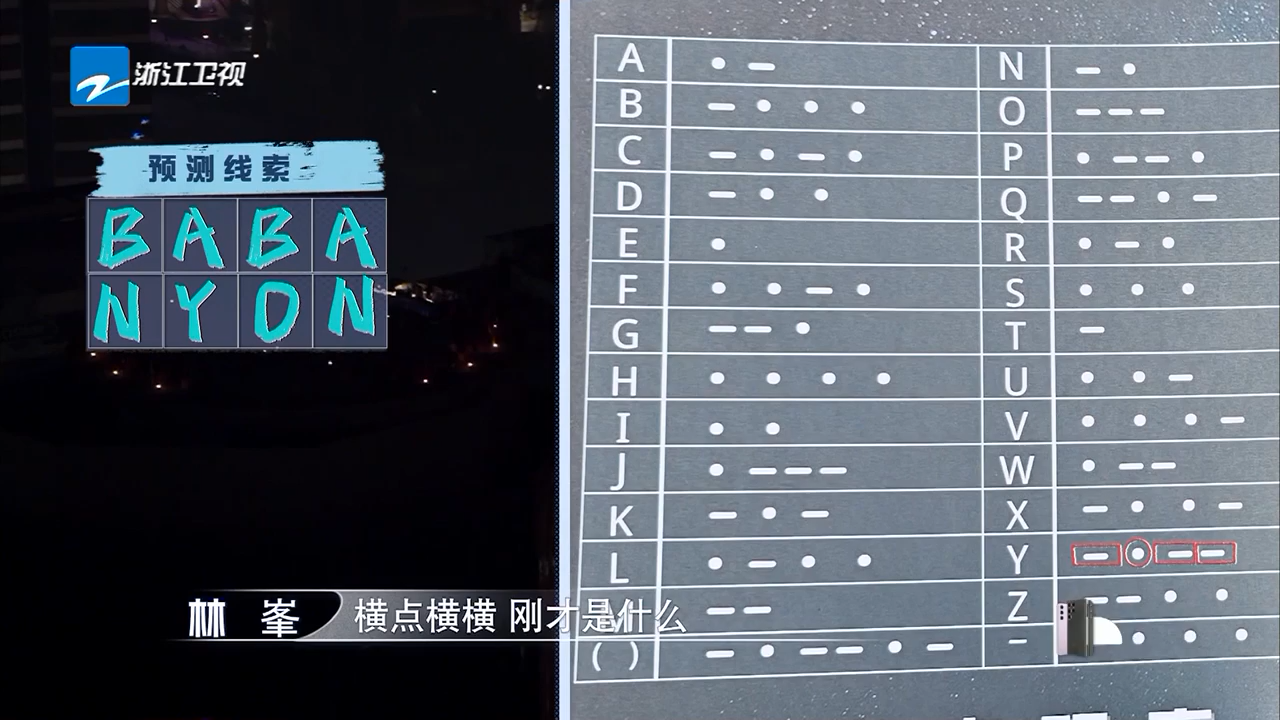 浙江卫视
预测线索
BABA
NYON
A • — N — •
B — • • • O — — —
C — • — • P • — — •
D — • • Q — — • —
E • R • — •
F • • — • S • • •
G — — • T —
H • • • • U • • —
I • • V • • • —
J • — — — W • — —
K — • — X — • • —
L • — • • Y — • — —
M — — Z — — • •
( ) — • — — • — –
林峯 横点横横 刚才是什么